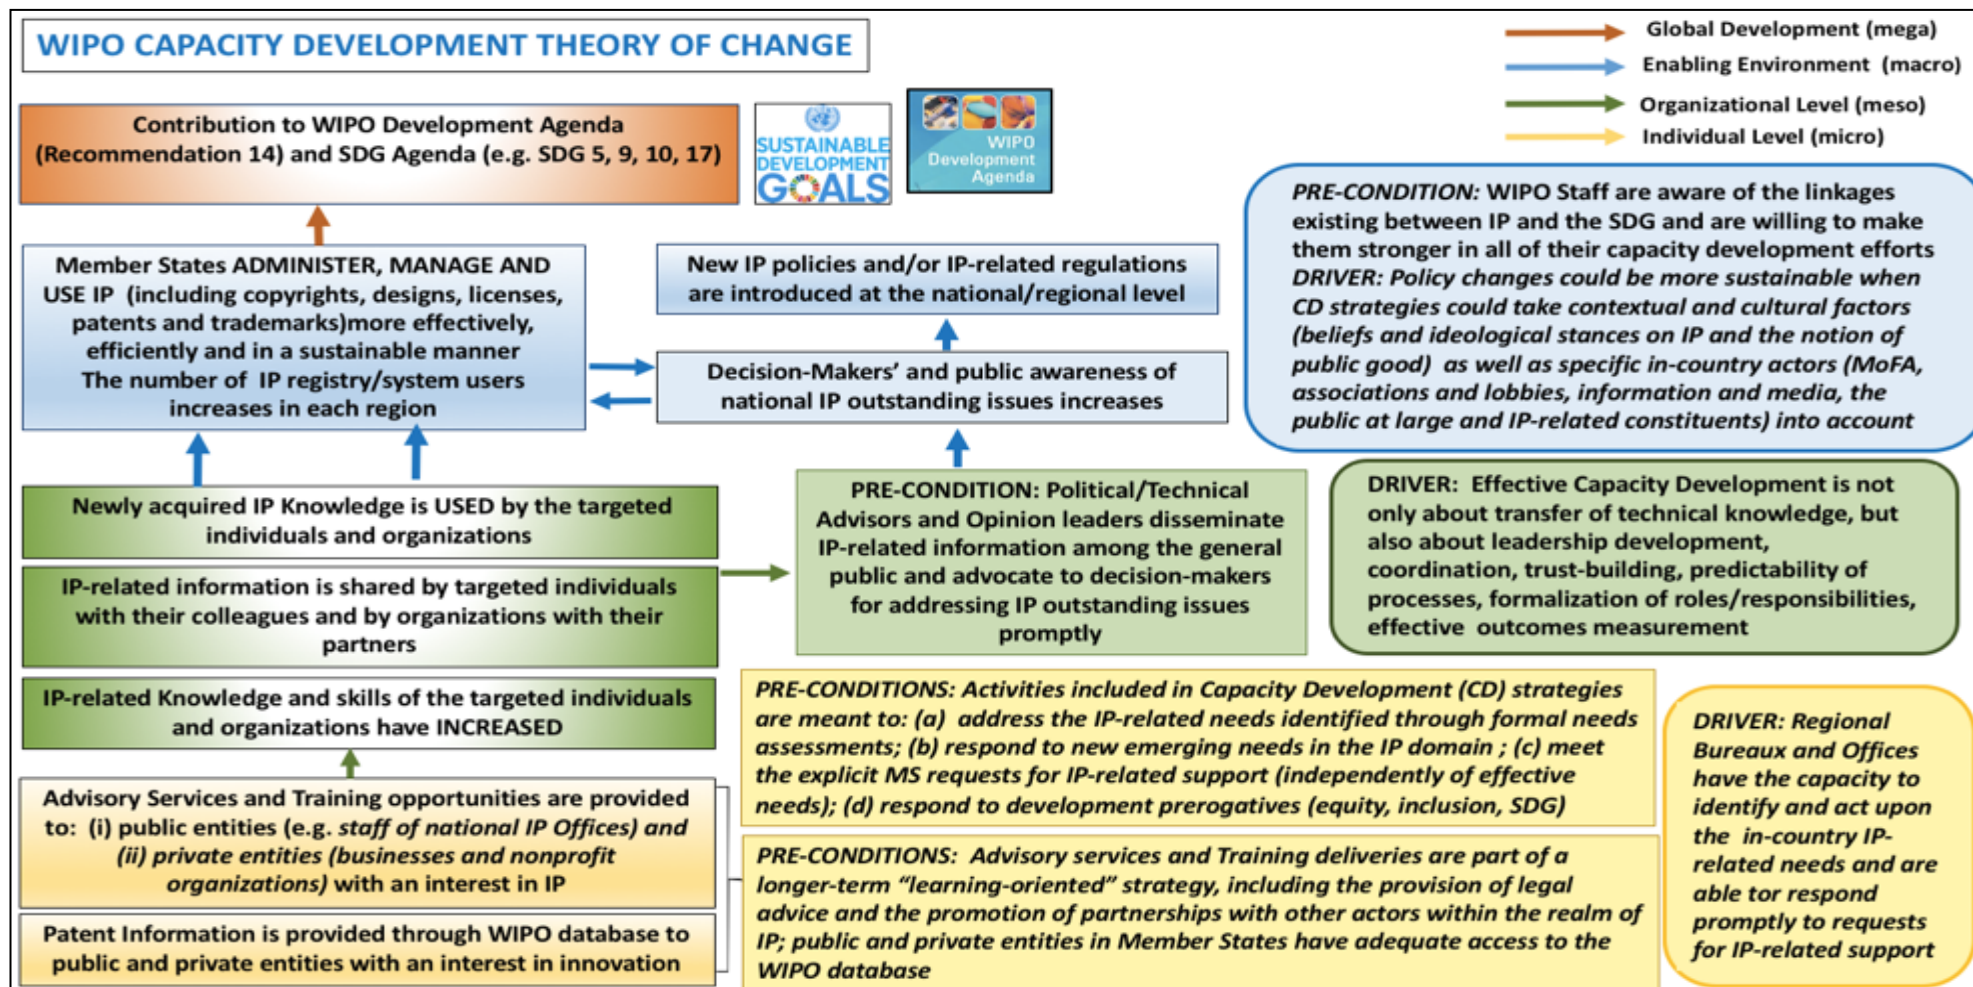 WIPO CAPACITY DEVELOPMENT THEORY OF CHANGE
Global Development (mega)
Enabling Environment (macro)
Organizational Level (meso)
Individual Level (micro)
Contribution to WIPO Development Agenda
(Recommendation 14) and SDG Agenda (e.g. SDG 5, 9, 10, 17)
SUSTAINABLE
DEVELOPMENT
GOALS
WIPO
Development
Agenda
PRE-CONDITION: WIPO Staff are aware of the linkages
existing between IP and the SDG and are willing to make
them stronger in all of their capacity development efforts
DRIVER: Policy changes could be more sustainable when
CD strategies could take contextual and cultural factors
(beliefs and ideological stances on IP and the notion of
public good) as well as specific in-country actors (MoFA,
associations and lobbies, information and media, the
public at large and IP-related constituents) into account
Member States ADMINISTER, MANAGE AND
USE IP (including copyrights, designs, licenses,
patents and trademarks)more effectively,
efficiently and in a sustainable manner
The number of IP registry/system users
increases in each region
New IP policies and/or IP-related regulations
are introduced at the national/regional level
Decision-Makers' and public awareness of
national IP outstanding issues increases
Newly acquired IP Knowledge is USED by the targeted
individuals and organizations
IP-related information is shared by targeted individuals
with their colleagues and by organizations with their
partners
IP-related Knowledge and skills of the targeted individuals
and organizations have INCREASED
PRE-CONDITION: Political/Technical
Advisors and Opinion leaders disseminate
IP-related information among the general
public and advocate to decision-makers
for addressing IP outstanding issues
promptly
DRIVER: Effective Capacity Development is not
only about transfer of technical knowledge, but
also about leadership development,
coordination, trust-building, predictability of
processes, formalization of roles/responsibilities,
effective outcomes measurement
Advisory Services and Training opportunities are provided
to: (i) public entities (e.g. staff of national IP Offices) and
(ii) private entities (businesses and nonprofit
organizations) with an interest in IP
Patent Information is provided through WIPO database to
public and private entities with an interest in innovation
PRE-CONDITIONS: Activities included in Capacity Development (CD) strategies
are meant to: (a) address the IP-related needs identified through formal needs
assessments; (b) respond to new emerging needs in the IP domain ; (c) meet
the explicit MS requests for IP-related support (independently of effective
needs); (d) respond to development prerogatives (equity, inclusion, SDG)
PRE-CONDITIONS: Advisory services and Training deliveries are part of a
longer-term “learning-oriented” strategy, including the provision of legal
advice and the promotion of partnerships with other actors within the realm of
IP; public and private entities in Member States have adequate access to the
WIPO database
DRIVER: Regional
Bureaux and Offices
have the capacity to
identify and act upon
the in-country IP-
related needs and are
able tor respond
promptly to requests
for IP-related support